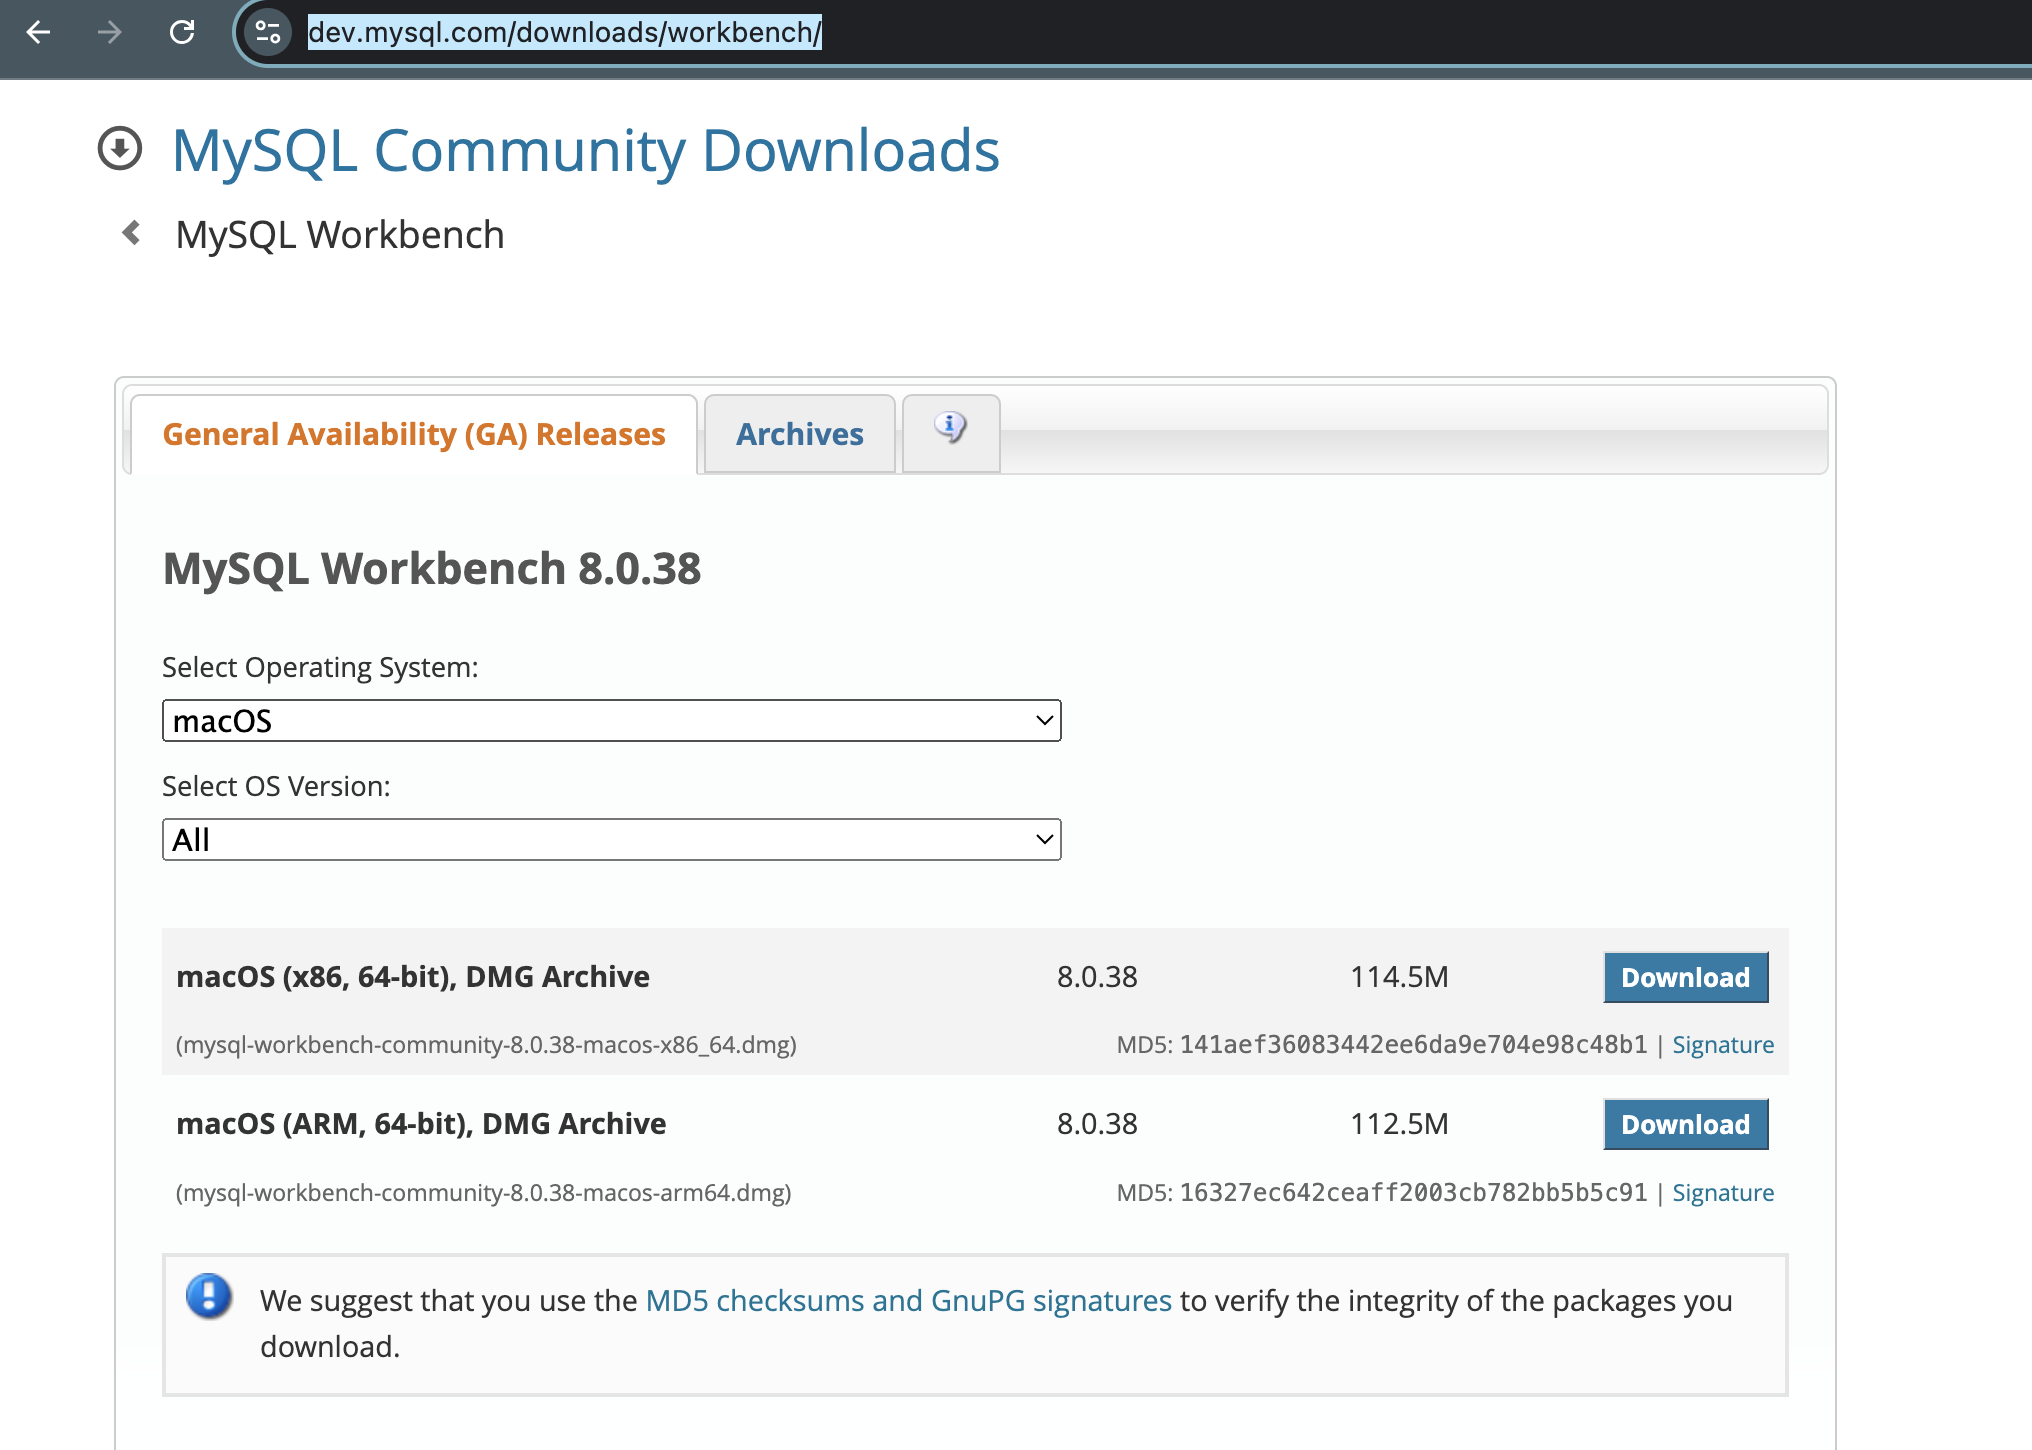 dev.mysql.com/downloads/workbench/
MySQL Community Downloads
MySQL Workbench
General Availability (GA) Releases
Archives
i
MySQL Workbench 8.0.38
Select Operating System:
macOS
Select OS Version:
All
macOS (x86, 64-bit), DMG Archive 8.0.38 114.5M Download
(mysql-workbench-community-8.0.38-macos-x86_64.dmg) MD5: 141aef36083442ee6da9e704e98c48b1 | Signature
macOS (ARM, 64-bit), DMG Archive 8.0.38 112.5M Download
(mysql-workbench-community-8.0.38-macos-arm64.dmg) MD5: 16327ec642ceaff2003cb782bb5b5c91 | Signature
We suggest that you use the MD5 checksums and GnuPG signatures to verify the integrity of the packages you
download.